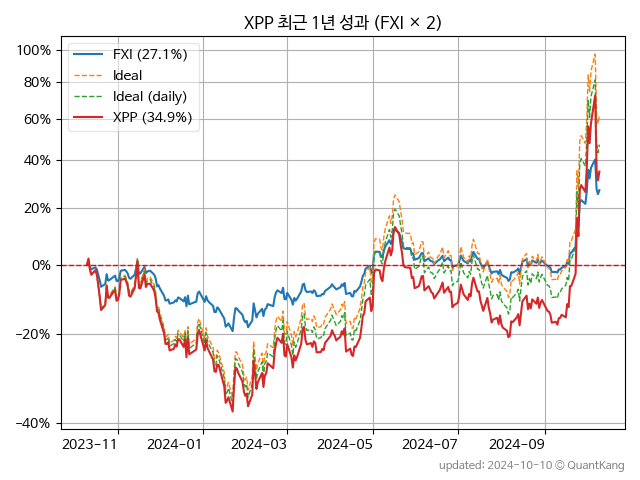 XPP 최근 1년 성과 (FXI × 2)
100%
80%
60%
40%
20%
0%
−20%
−40%
FXI (27.1%)
Ideal
Ideal (daily)
XPP (34.9%)
2023−11
2024−01
2024−03
2024−05
2024−07
2024−09
updated: 2024-10-10 ⓒ QuantKang